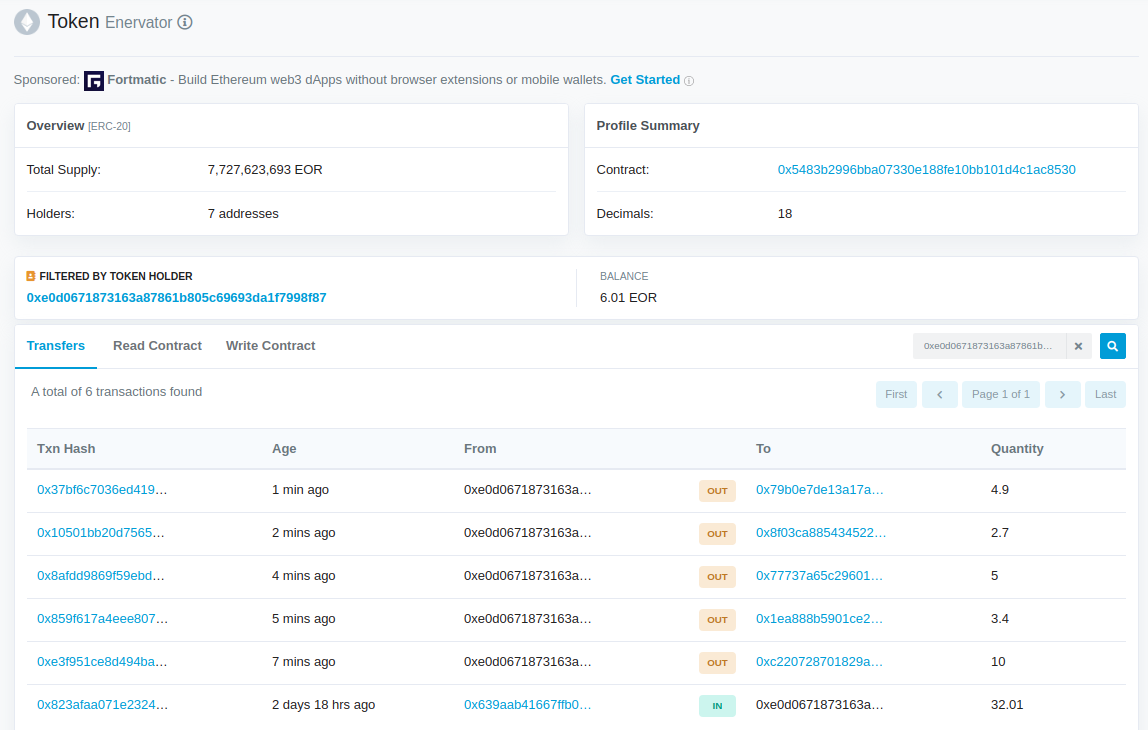 Token Enervator
Sponsored: Fortmatic - Build Ethereum web3 dApps without browser extensions or mobile wallets. Get Started
Overview [ERC-20]
Total Supply: 7,727,623,693 EOR
Holders: 7 addresses
Profile Summary
Contract: 0x5483b2996bba07330e188fe10bb101d4c1ac8530
Decimals: 18
FILTERED BY TOKEN HOLDER
0xe0d0671873163a87861b805c69693da1f7998f87
BALANCE
6.01 EOR
Transfers Read Contract Write Contract 0xe0d0671873163a87861b...
A total of 6 transactions found First Page 1 of 1 Last
Txn Hash Age From To Quantity
0x37bf6c7036ed419... 1 min ago 0xe0d0671873163a... OUT 0x79b0e7de13a17a... 4.9
0x10501bb20d7565... 2 mins ago 0xe0d0671873163a... OUT 0x8f03ca885434522... 2.7
0x8afdd9869f59ebd... 4 mins ago 0xe0d0671873163a... OUT 0x77737a65c29601... 5
0x859f617a4eee807... 5 mins ago 0xe0d0671873163a... OUT 0x1ea888b5901ce2... 3.4
0xe3f951ce8d494ba... 7 mins ago 0xe0d0671873163a... OUT 0xc220728701829a... 10
0x823afaa071e2324... 2 days 18 hrs ago 0x639aab41667ffb0... IN 0xe0d0671873163a... 32.01